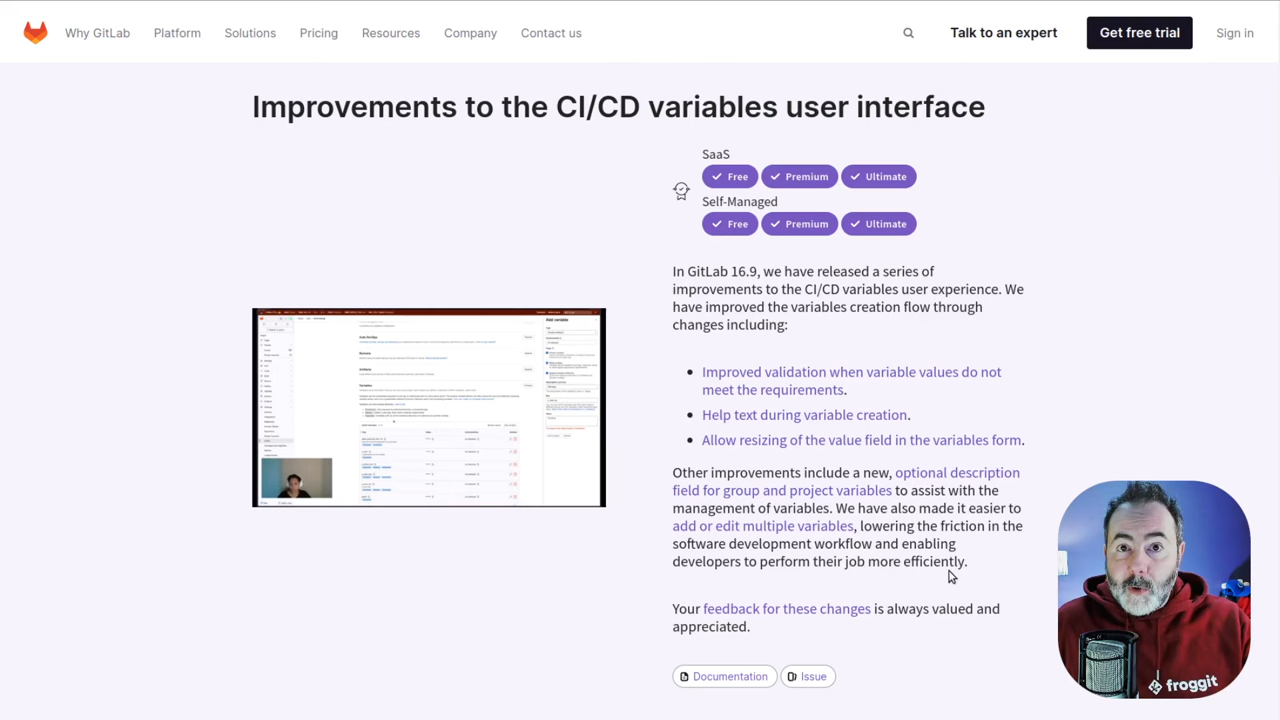 Why GitLab
Platform
Solutions
Pricing
Resources
Company
Contact us
Talk to an expert
Get free trial
Sign in
Improvements to the CI/CD variables user interface
SaaS
Free
Premium
Ultimate
Self-Managed
Free
Premium
Ultimate
In GitLab 16.9, we have released a series of
improvements to the CI/CD variables user experience. We
have improved the variables creation flow through
changes including:
Improved validation when variable values do not
meet the requirements.
Help text during variable creation.
Allow resizing of the value field in the variables form.
Other improvements include a new, optional description
field for group and project variables to assist with the
management of variables. We have also made it easier to
add or edit multiple variables, lowering the friction in the
software development workflow and enabling
developers to perform their job more efficiently.
Your feedback for these changes is always valued and
appreciated.
Documentation
Issue
froggit